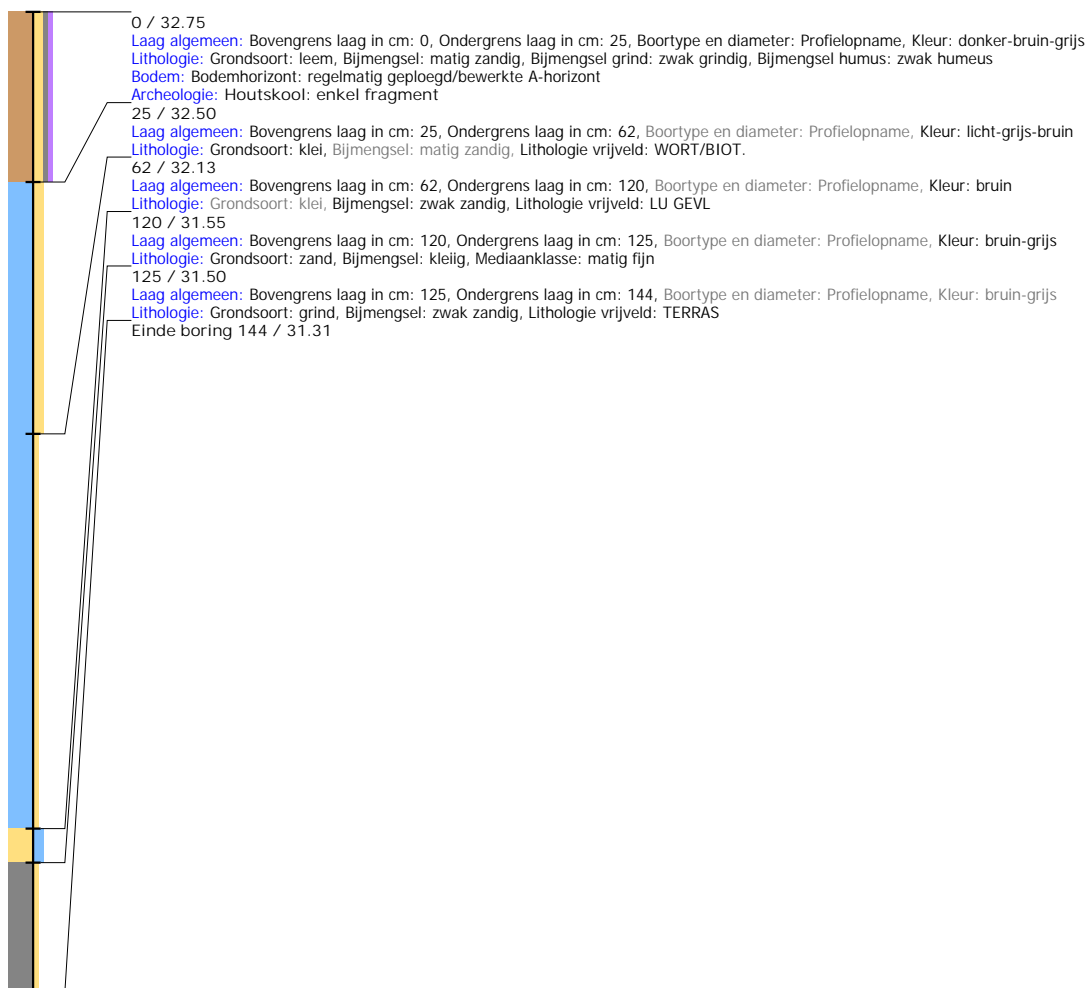 0 / 32.75
Laag algemeen: Bovengrens laag in cm: 0, Ondergrens laag in cm: 25, Boortype en diameter: Profielopname, Kleur: donker-bruin-grijs
Lithologie: Grondsoort: leem, Bijmengsel: matig zandig, Bijmengsel grind: zwak grindig, Bijmengsel humus: zwak humeus
Bodem: Bodemhorizont: regelmatig geploegd/bewerkte A-horizont
Archeologie: Houtskool: enkel fragment
25 / 32.50
Laag algemeen: Bovengrens laag in cm: 25, Ondergrens laag in cm: 62, Boortype en diameter: Profielopname, Kleur: licht-grijs-bruin
Lithologie: Grondsoort: klei, Bijmengsel: matig zandig, Lithologie vrijveld: WORT/BIOT.
62 / 32.13
Laag algemeen: Bovengrens laag in cm: 62, Ondergrens laag in cm: 120, Boortype en diameter: Profielopname, Kleur: bruin
Lithologie: Grondsoort: klei, Bijmengsel: zwak zandig, Lithologie vrijveld: LU GEVL
120 / 31.55
Laag algemeen: Bovengrens laag in cm: 120, Ondergrens laag in cm: 125, Boortype en diameter: Profielopname, Kleur: bruin-grijs
Lithologie: Grondsoort: zand, Bijmengsel: kleiig, Mediaanklasse: matig fijn
125 / 31.50
Laag algemeen: Bovengrens laag in cm: 125, Ondergrens laag in cm: 144, Boortype en diameter: Profielopname, Kleur: bruin-grijs
Lithologie: Grondsoort: grind, Bijmengsel: zwak zandig, Lithologie vrijveld: TERRAS
Einde boring 144 / 31.31